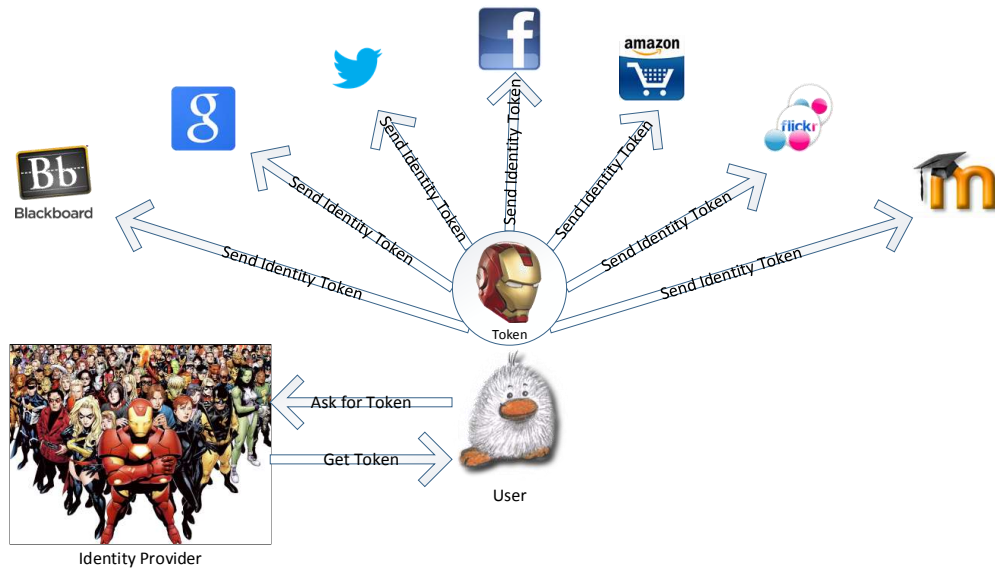 f
amazon
g
flickr
Bb
Blackboard
m
Send Identity Token
Send Identity Token
Send Identity Token
Send Identity Token
Send Identity Token
Send Identity Token
Send Identity Token
Token
Ask for Token
Get Token
User
Identity Provider